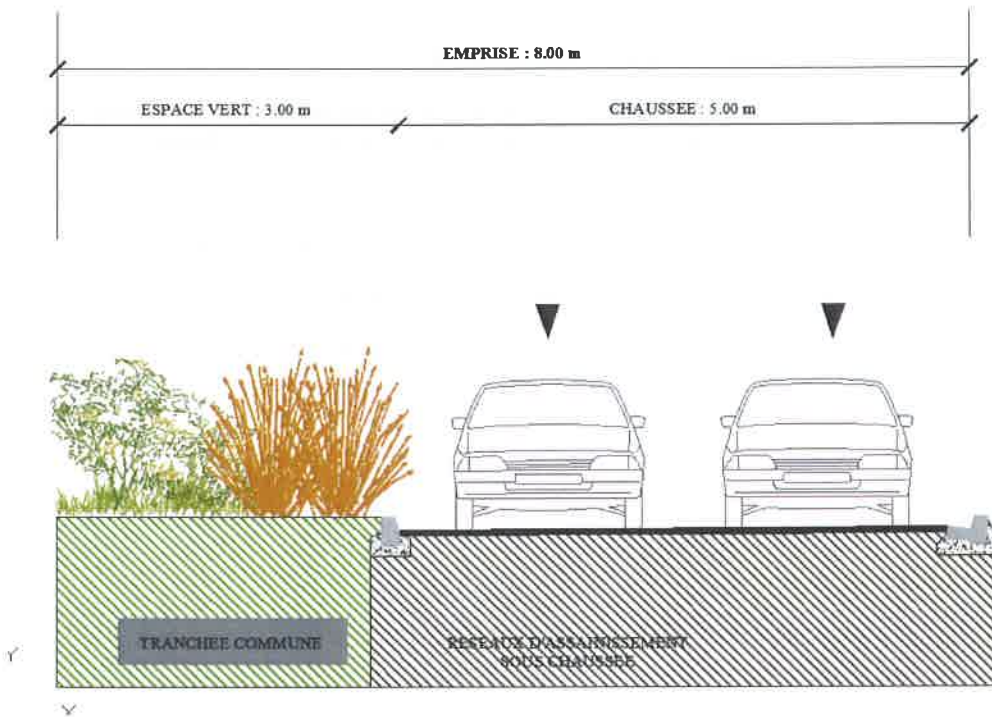 EMPRISE : 8.00 m
ESPACE VERT : 3.00 m
CHAUSSEE : 5.00 m
TRANCHEE COMMUNE
RESEAUX D'ASSAINISSEMENT
SOUS CHAUSSEE
Y